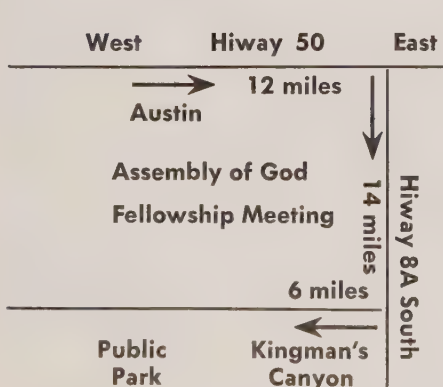 West Hiway 50 East
12 miles
Austin
Assembly of God
Fellowship Meeting
14 miles
Hiway 8A South
6 miles
Public Kingman's
Park Canyon